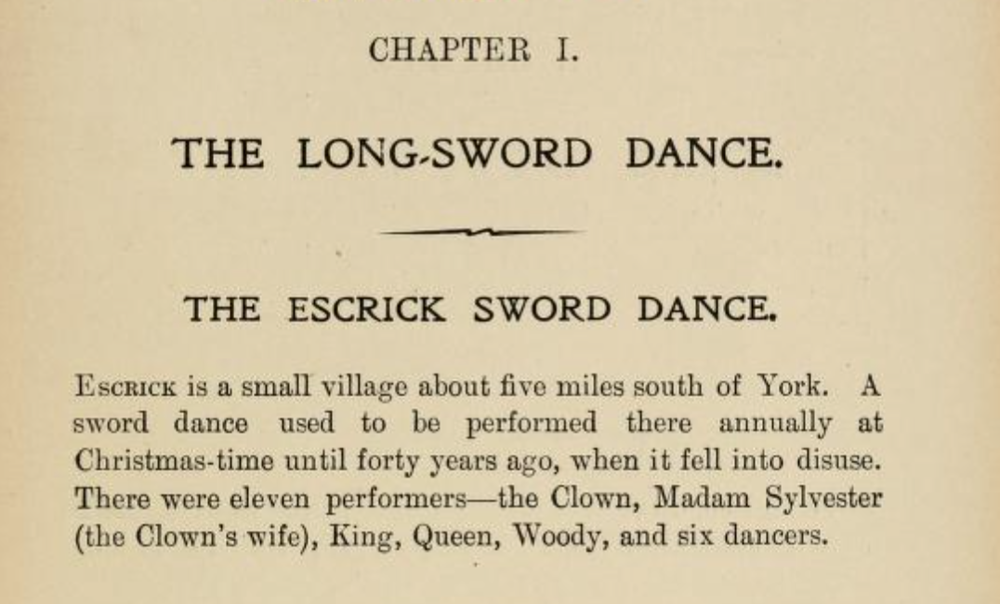 CHAPTER I.
THE LONG-SWORD DANCE.
THE ESCRICK SWORD DANCE.
ESCRICK is a small village about five miles south of York. A
sword dance used to be performed there annually at
Christmas-time until forty years ago, when it fell into disuse.
There were eleven performers—the Clown, Madam Sylvester
(the Clown's wife), King, Queen, Woody, and six dancers.